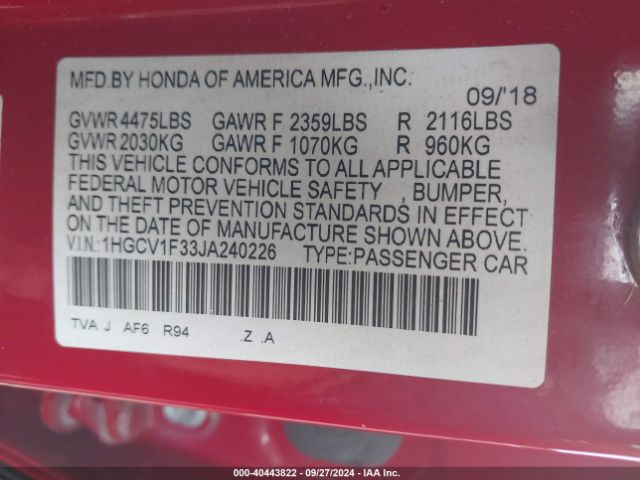 MFD.BY HONDA OF AMERICA MFG.,INC.
09/'18
GVWR 4475LBS GAWR F 2359LBS R 2116LBS
GVWR 2030KG GAWR F 1070KG R 960KG
THIS VEHICLE CONFORMS TO ALL APPLICABLE
FEDERAL MOTOR VEHICLE SAFETY , BUMPER,
AND THEFT PREVENTION STANDARDS IN EFFECT
ON THE DATE OF MANUFACTURE SHOWN ABOVE.
V.I.N.:1HGCV1F33JA240226 TYPE:PASSENGER CAR
TVA J AF6 R94 .Z .A
000-40443822 - 09/27/2024 - IAA Inc.